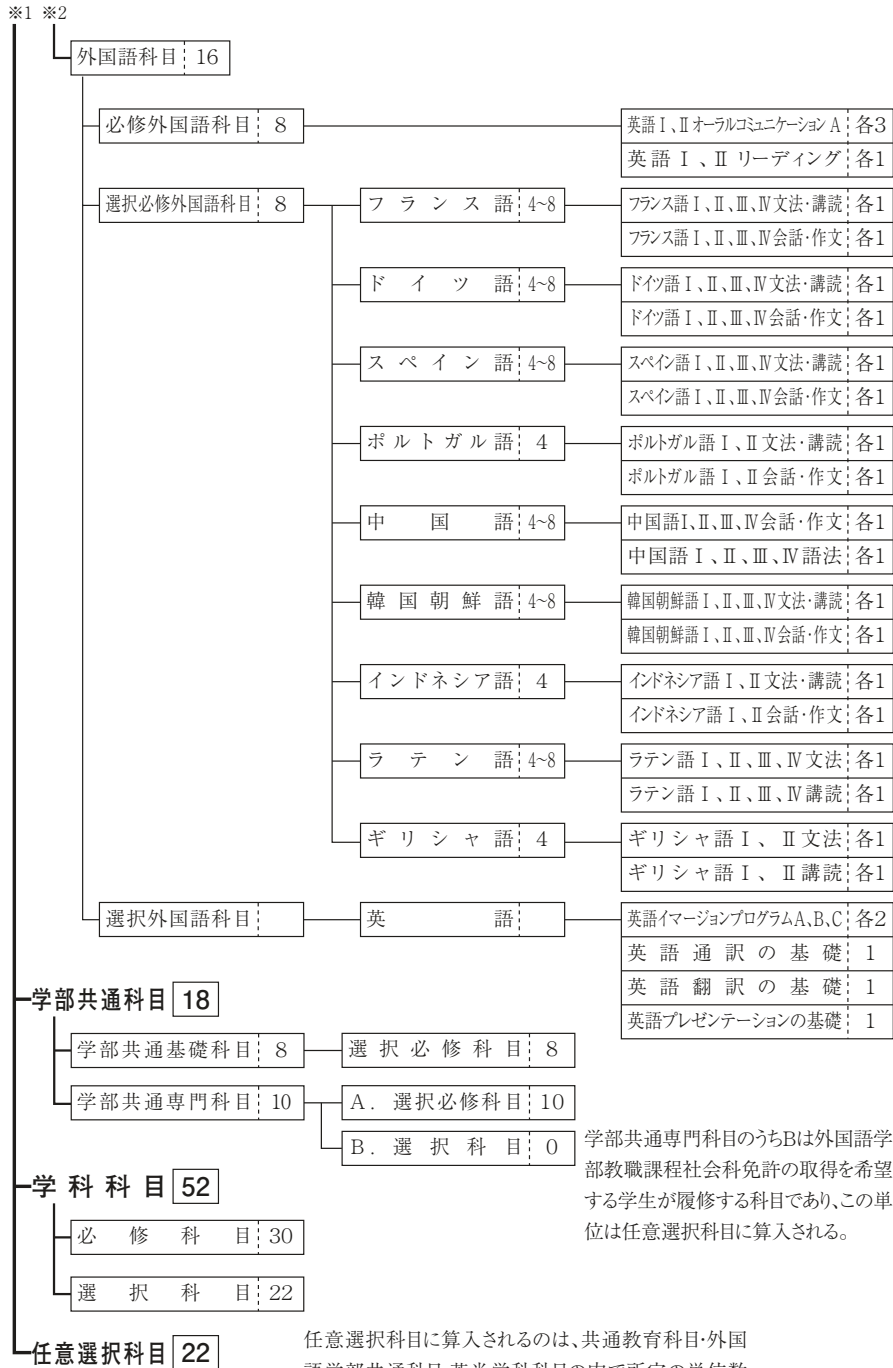 ※1 ※2
外国語科目 16
必修外国語科目 8
英語Ⅰ、Ⅱオーラルコミュニケーション A 各3
英語Ⅰ、Ⅱリーディング 各1
選択必修外国語科目 8
フランス語 4~8
フランス語Ⅰ、Ⅱ、Ⅲ、Ⅳ文法・講読 各1
フランス語Ⅰ、Ⅱ、Ⅲ、Ⅳ会話・作文 各1
ドイツ語 4~8
ドイツ語Ⅰ、Ⅱ、Ⅲ、Ⅳ文法・講読 各1
ドイツ語Ⅰ、Ⅱ、Ⅲ、Ⅳ会話・作文 各1
スペイン語 4~8
スペイン語Ⅰ、Ⅱ、Ⅲ、Ⅳ文法・講読 各1
スペイン語Ⅰ、Ⅱ、Ⅲ、Ⅳ会話・作文 各1
ポルトガル語 4
ポルトガル語Ⅰ、Ⅱ文法・講読 各1
ポルトガル語Ⅰ、Ⅱ会話・作文 各1
中国語 4~8
中国語Ⅰ、Ⅱ、Ⅲ、Ⅳ会話・作文 各1
中国語Ⅰ、Ⅱ、Ⅲ、Ⅳ語法 各1
韓国朝鮮語 4~8
韓国朝鮮語Ⅰ、Ⅱ、Ⅲ、Ⅳ文法・講読 各1
韓国朝鮮語Ⅰ、Ⅱ、Ⅲ、Ⅳ会話・作文 各1
インドネシア語 4
インドネシア語Ⅰ、Ⅱ文法・講読 各1
インドネシア語Ⅰ、Ⅱ会話・作文 各1
ラテン語 4~8
ラテン語Ⅰ、Ⅱ、Ⅲ、Ⅳ文法 各1
ラテン語Ⅰ、Ⅱ、Ⅲ、Ⅳ講読 各1
ギリシャ語 4
ギリシャ語Ⅰ、Ⅱ文法 各1
ギリシャ語Ⅰ、Ⅱ講読 各1
選択外国語科目
英語
英語イマージョンプログラムA、B、C 各2
英語通訳の基礎 1
英語翻訳の基礎 1
英語プレゼンテーションの基礎 1
学部共通科目 18
学部共通基礎科目 8
選択必修科目 8
学部共通専門科目 10
A. 選択必修科目 10
B. 選択科目 0
学部共通専門科目のうちBは外国語学
部教職課程社会科免許の取得を希望
する学生が履修する科目であり、この単
位は任意選択科目に算入される。
学科科目 52
必修科目 30
選択科目 22
任意選択科目 22
任意選択科目に算入されるのは、共通教育科目・外国